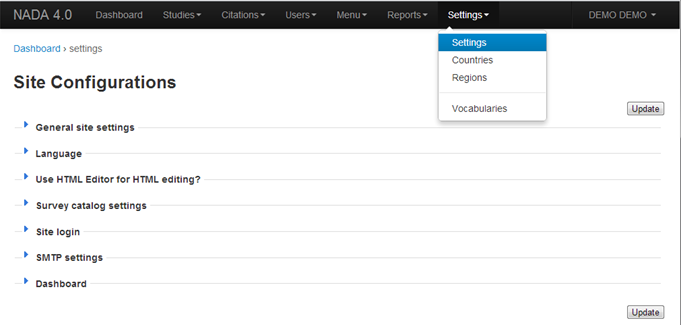 NADA 4.0 Dashboard Studies Citations Users Menu Reports Settings DEMO DEMO
Settings
Countries
Regions
Vocabularies
Dashboard › settings
Site Configurations
Update
General site settings
Language
Use HTML Editor for HTML editing?
Survey catalog settings
Site login
SMTP settings
Dashboard
Update